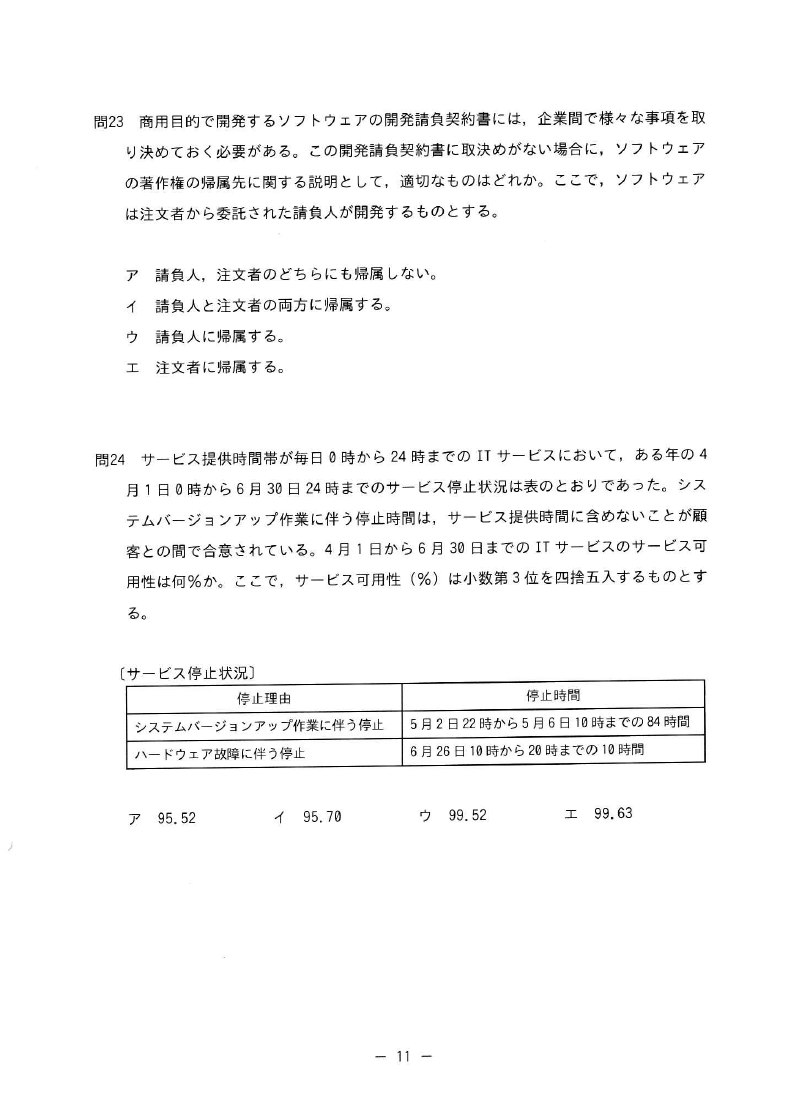 問23 商用目的で開発するソフトウェアの開発請負契約書には，企業間で様々な事項を取
り決めておく必要がある。この開発請負契約書に取決めがない場合に，ソフトウェア
の著作権の帰属先に関する説明として，適切なものはどれか。ここで，ソフトウェア
は注文者から委託された請負人が開発するものとする。
ア 請負人，注文者のどちらにも帰属しない。
イ 請負人と注文者の両方に帰属する。
ウ 請負人に帰属する。
エ 注文者に帰属する。
問24 サービス提供時間帯が毎日0時から24時までのITサービスにおいて，ある年の4
月1日0時から6月30日24時までのサービス停止状況は表のとおりであった。シス
テムバージョンアップ作業に伴う停止時間は，サービス提供時間に含めないことが顧
客との間で合意されている。4月1日から6月30日までのITサービスのサービス可
用性は何％か。ここで，サービス可用性（％）は小数第3位を四捨五入するものとす
る。
〔サービス停止状況〕
停止理由 停止時間
システムバージョンアップ作業に伴う停止 5月2日22時から5月6日10時までの84時間
ハードウェア故障に伴う停止 6月26日10時から20時までの10時間
ア 95.52 イ 95.70 ウ 99.52 エ 99.63
－ 11 －